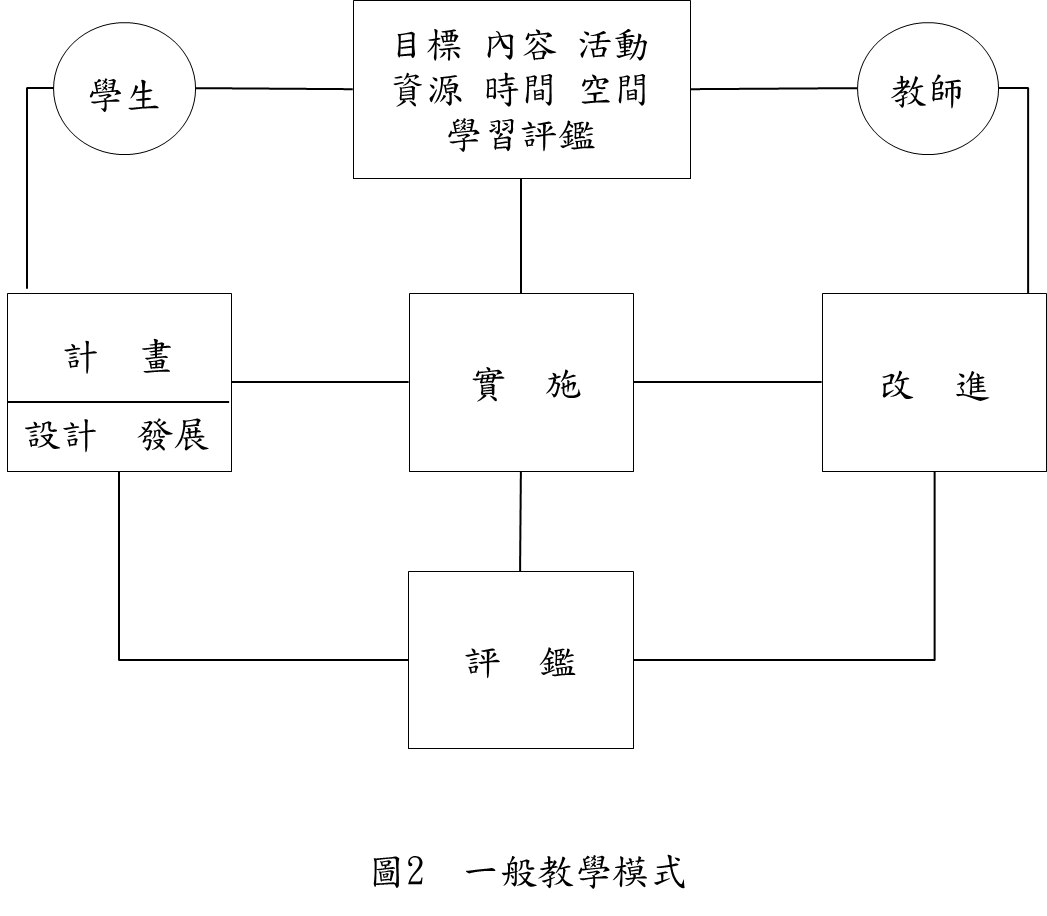 目標 內容 活動
資源 時間 空間
學習評鑑
學生
教師
計 畫
設計 發展
實 施
改 進
評 鑑
圖2 一般教學模式